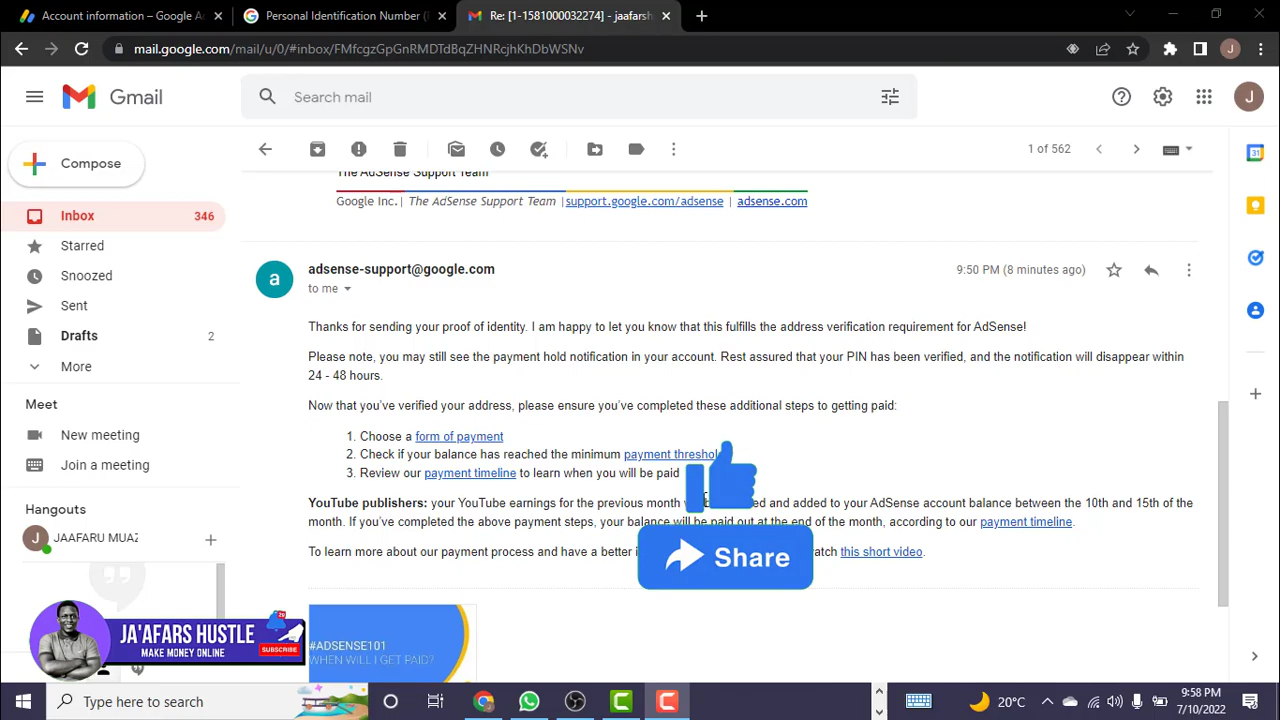 Account information – Google A
Personal Identification Number (
Re: [1-1581000032274] - jaafarsh
mail.google.com/mail/u/0/#inbox/FMfcgzGpGnRMDTdBqZHNRcjhKhDbWSNv
J
Gmail
Search mail
J
Compose
1 of 562
The AdSense Support Team
Inbox 346
Google Inc.| The AdSense Support Team |support.google.com/adsense | adsense.com
Starred
Snoozed
Sent
Drafts 2
More
a
adsense-support@google.com
9:50 PM (8 minutes ago)
to me
Thanks for sending your proof of identity. I am happy to let you know that this fulfills the address verification requirement for AdSense!
Please note, you may still see the payment hold notification in your account. Rest assured that your PIN has been verified, and the notification will disappear within
24 - 48 hours.
Now that you've verified your address, please ensure you've completed these additional steps to getting paid:
1. Choose a form of payment
2. Check if your balance has reached the minimum payment threshol
3. Review our payment timeline to learn when you will be paid
YouTube publishers: your YouTube earnings for the previous month and added to your AdSense account balance between the 10th and 15th of the
month. If you've completed the above payment steps, your balance will be paid out at the end of the month, according to our payment timeline.
To learn more about our payment process and have a better this short video.
Share
Meet
New meeting
Join a meeting
Hangouts
J
JAAFARU MUAZ
#ADSENSE101
WHEN WILL I GET PAID?
JA'AFARS HUSTLE
MAKE MONEY ONLINE
SUBSCRIBE
Type here to search
20°C
9:58 PM
7/10/2022